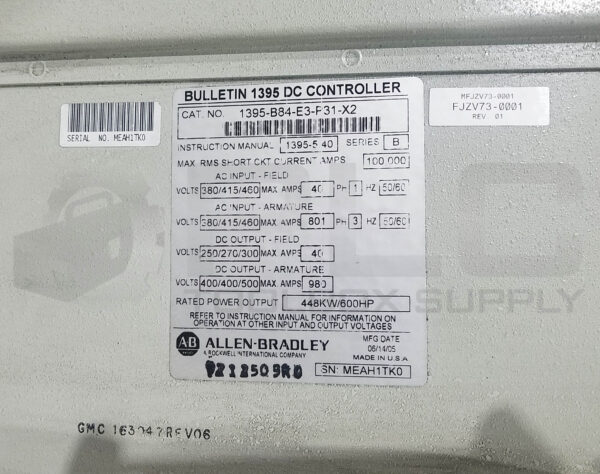 BULLETIN 1395 DC CONTROLLER
CAT. NO. 1395-B84-E3-P31-X2
INSTRUCTION MANUAL 1395-5.40 SERIES B
MAX. RMS SHORT CKT CURRENT AMPS 100,000
AC INPUT - FIELD
VOLTS 380/415/460 MAX. AMPS 40 PH 1 HZ 50/60
AC INPUT - ARMATURE
VOLTS 380/415/460 MAX. AMPS 801 PH 3 HZ 50/60
DC OUTPUT - FIELD
VOLTS 250/270/300 MAX. AMPS 40
DC OUTPUT - ARMATURE
VOLTS 400/400/500 MAX. AMPS 980
RATED POWER OUTPUT 448KW/600HP
REFER TO INSTRUCTION MANUAL FOR INFORMATION ON
OPERATION AT OTHER INPUT AND OUTPUT VOLTAGES
AB ALLEN-BRADLEY
A ROCKWELL INTERNATIONAL COMPANY
MFG DATE
06/14/05
MADE IN U.S.A.
SN: MEAH1TK0
SERIAL NO. MEAH1TK0
MFJZV73-0001
FJZV73-0001
REV 01
GMC 163047REV06
PLC
SUPPLY